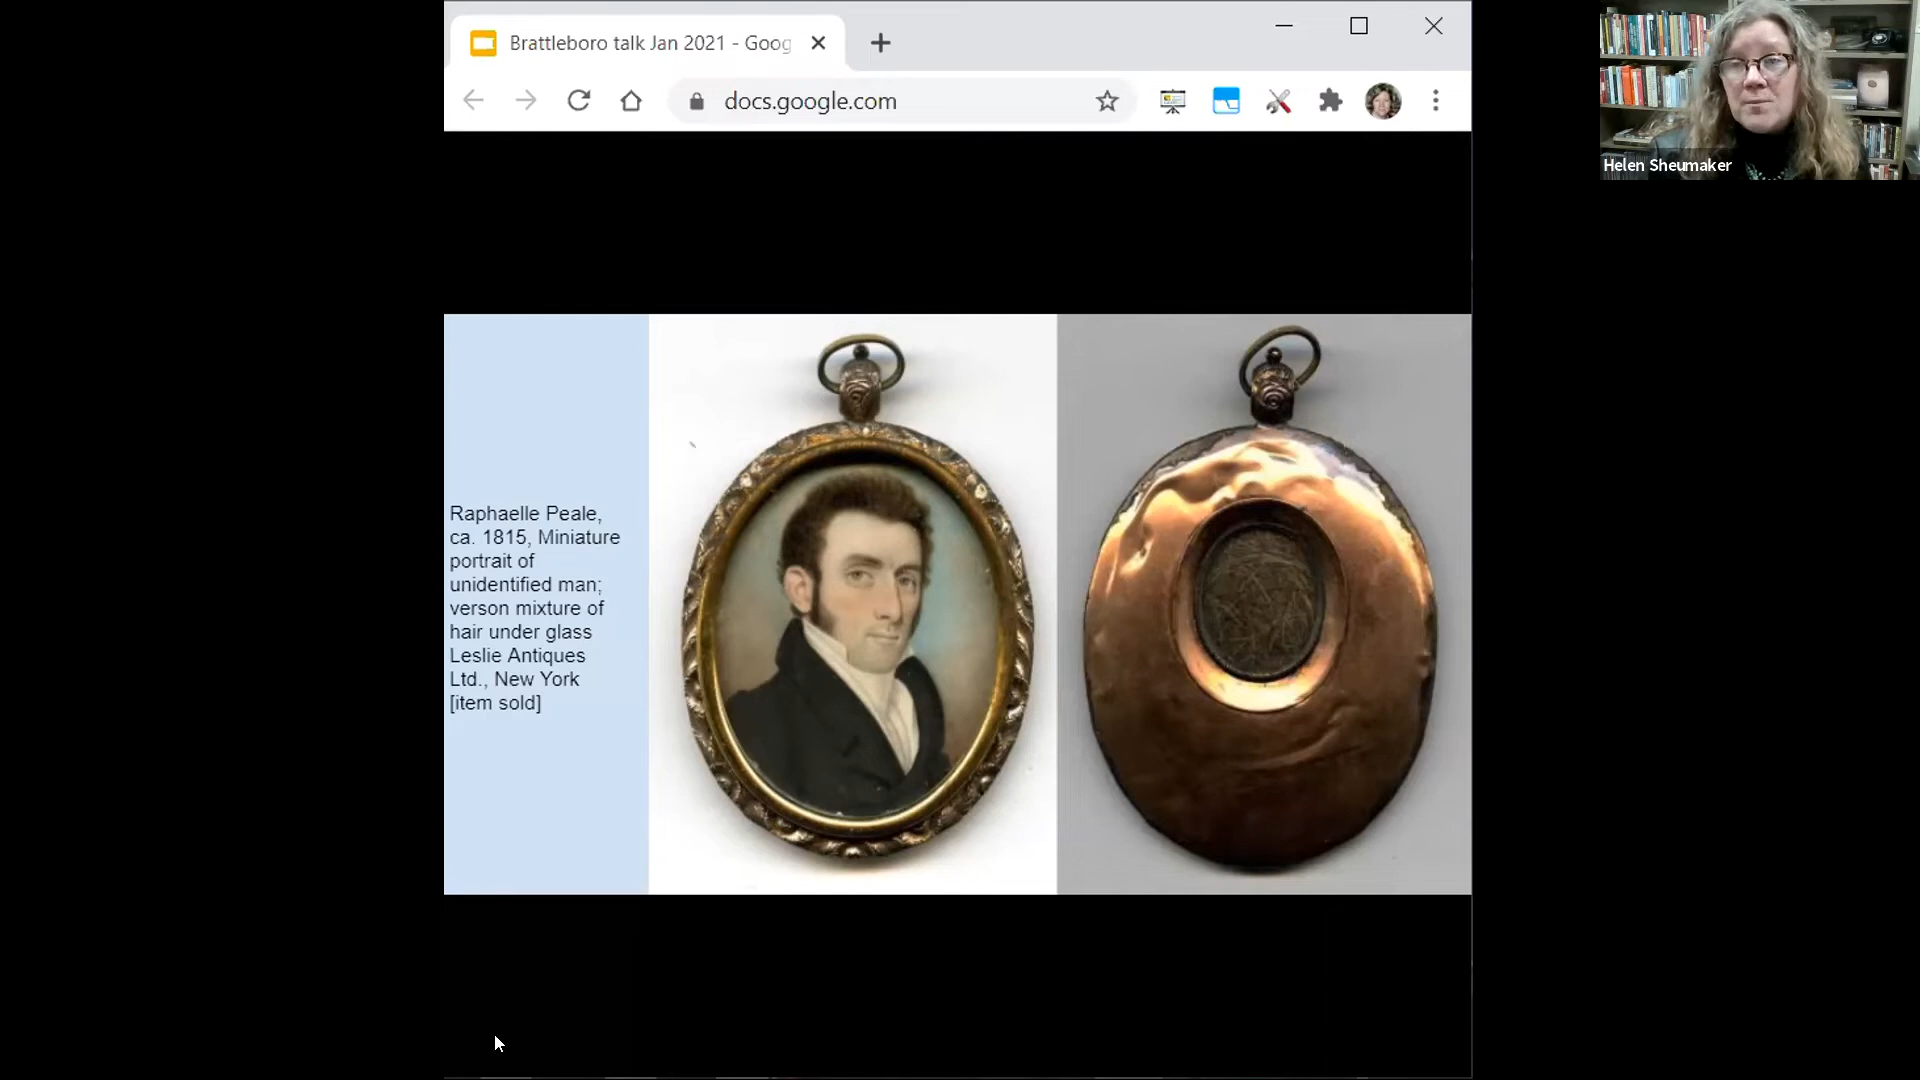 Brattleboro talk Jan 2021 - Goog
docs.google.com
Helen Sheumaker
Raphaelle Peale,
ca. 1815, Miniature
portrait of
unidentified man;
verson mixture of
hair under glass
Leslie Antiques
Ltd., New York
[item sold]